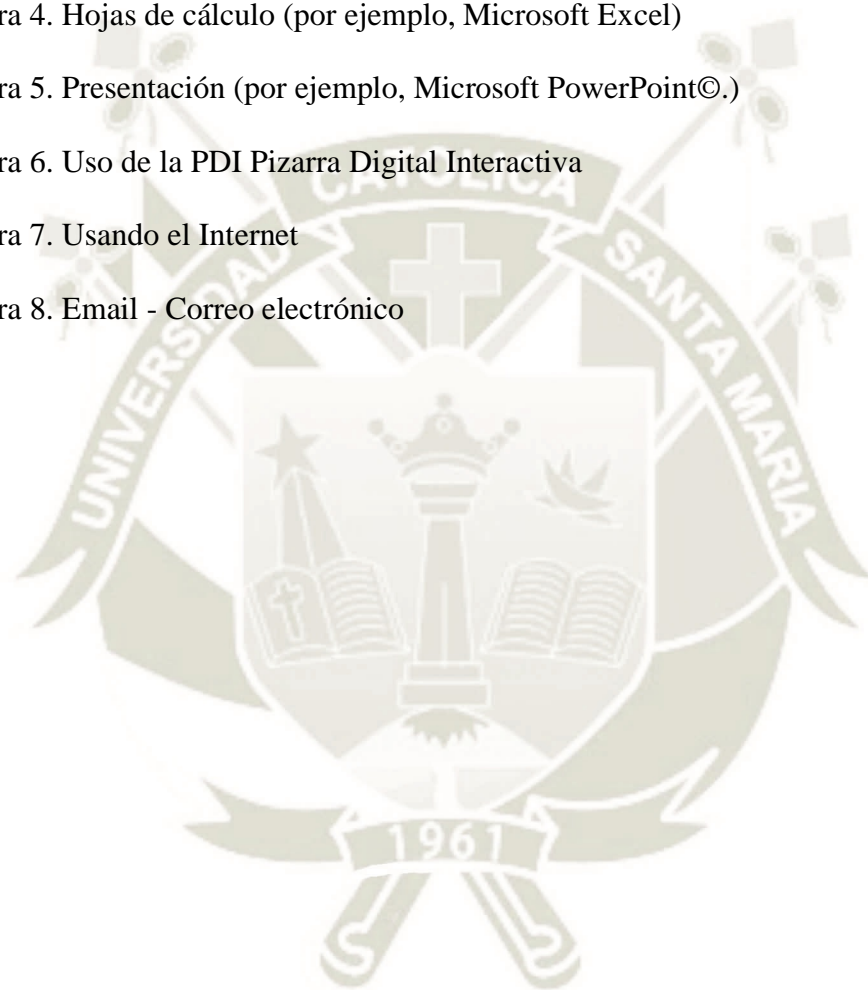 ra 4. Hojas de cálculo (por ejemplo, Microsoft Excel)
ra 5. Presentación (por ejemplo, Microsoft PowerPoint©.)
ra 6. Uso de la PDI Pizarra Digital Interactiva
ra 7. Usando el Internet
ra 8. Email - Correo electrónico
UNIVERSIDAD CATOLICA SANTA MARIA
1961